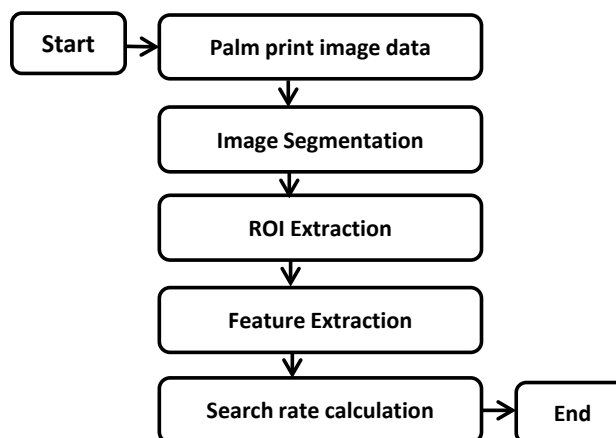 Start
Palm print image data
Image Segmentation
ROI Extraction
Feature Extraction
Search rate calculation
End